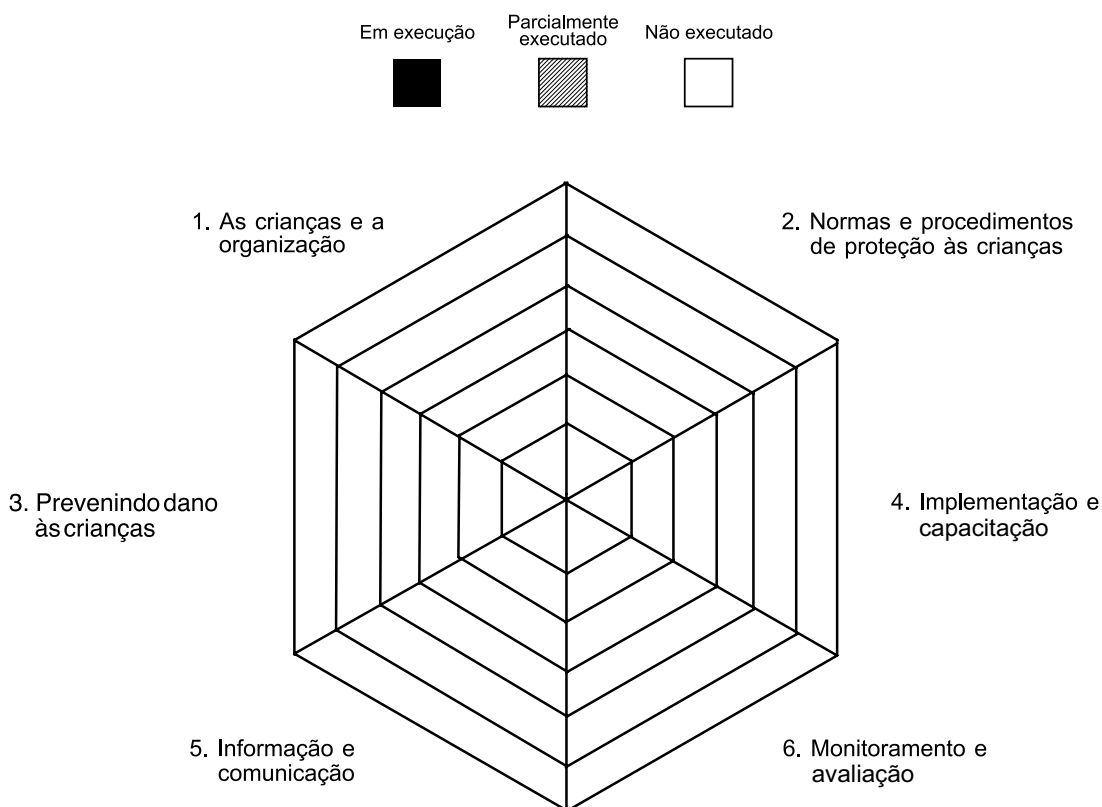 Em execução
Parcialmente
executado
Não executado
1. As crianças e a
organização
2. Normas e procedimentos
de proteção às crianças
3. Prevenindo dano
às crianças
4. Implementação e
capacitação
5. Informação e
comunicação
6. Monitoramento e
avaliação